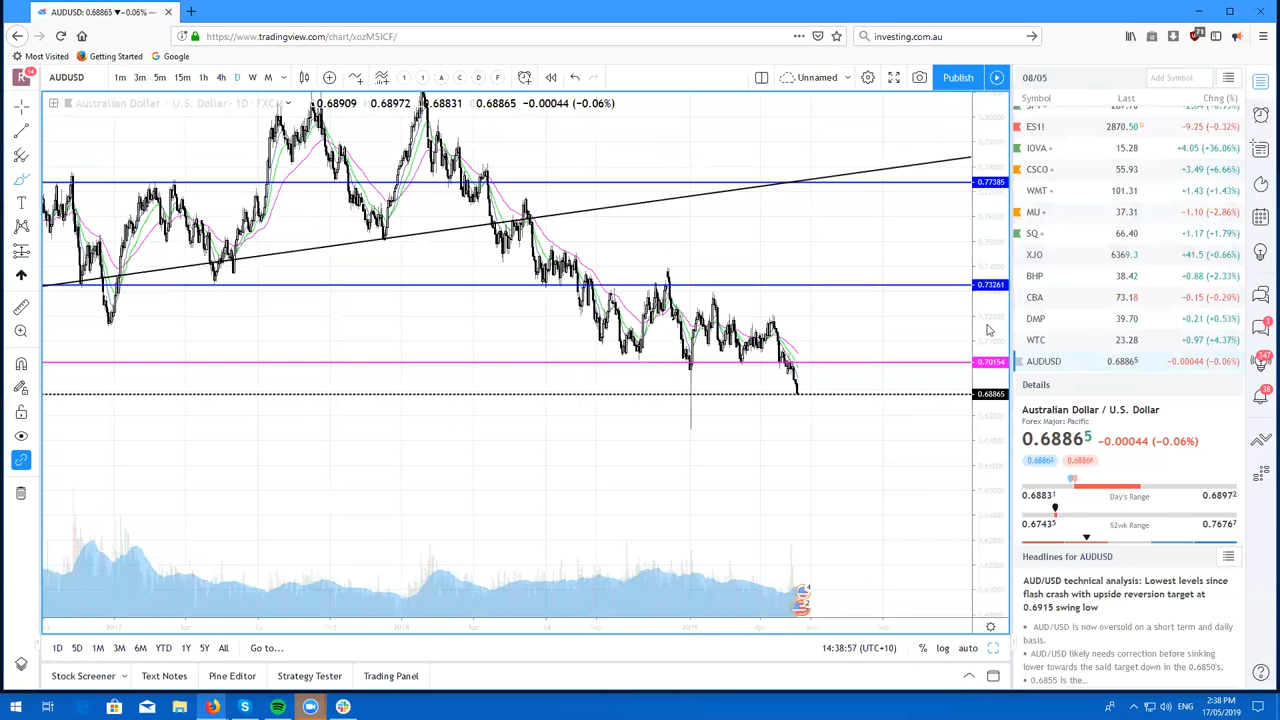 AUDUSD: 0.68865 ▼−0.06% —
https://www.tradingview.com/chart/xozM5ICF/
investing.com.au
71
Most Visited
Getting Started
Google
14
AUDUSD
1m 3m 5m 15m 1h 4h D W M
1 1 A C D F
Unnamed
Publish
08/05
Add Symbol
Symbol Last Chng (%)
Australian Dollar / U.S. Dollar · 1D · FXCM
0.68909 0.68972 0.68831 0.68865 −0.00044 (−0.06%)
ES1! 2870.50 −9.25 (−0.32%)
IOVA 15.28 +4.05 (+36.06%)
CSCO 55.93 +3.49 (+6.66%)
WMT 101.31 +1.43 (+1.43%)
MU 37.31 −1.10 (−2.86%)
SQ 66.40 +1.17 (+1.79%)
XJO 6369.3 +41.5 (+0.66%)
BHP 38.42 +0.88 (+2.33%)
CBA 73.18 −0.15 (−0.20%)
DMP 39.70 +0.21 (+0.53%)
WTC 23.28 +0.97 (+4.37%)
AUDUSD 0.68865 −0.00044 (−0.06%)
0.77385
0.73261
0.70154
0.68865
Details
Australian Dollar / U.S. Dollar
Forex Major: Pacific
0.68865 −0.00044 (−0.06%)
0.68831 Day's Range 0.68972
0.67435 52wk Range 0.76767
Headlines for AUDUSD
AUD/USD technical analysis: Lowest levels since
flash crash with upside reversion target at
0.6915 swing low
• AUD/USD is now oversold on a short term and daily
basis.
• AUD/USD likely needs correction before sinking
lower towards the said target down in the 0.6850's.
• 0.6855 is the...
3
347
38
4
2
2017
2018
2019
1D 5D 1M 3M 6M YTD 1Y 5Y All
Go to...
14:38:57 (UTC+10)
% log auto
Stock Screener
Text Notes
Pine Editor
Strategy Tester
Trading Panel
ENG
2:38 PM
17/05/2019